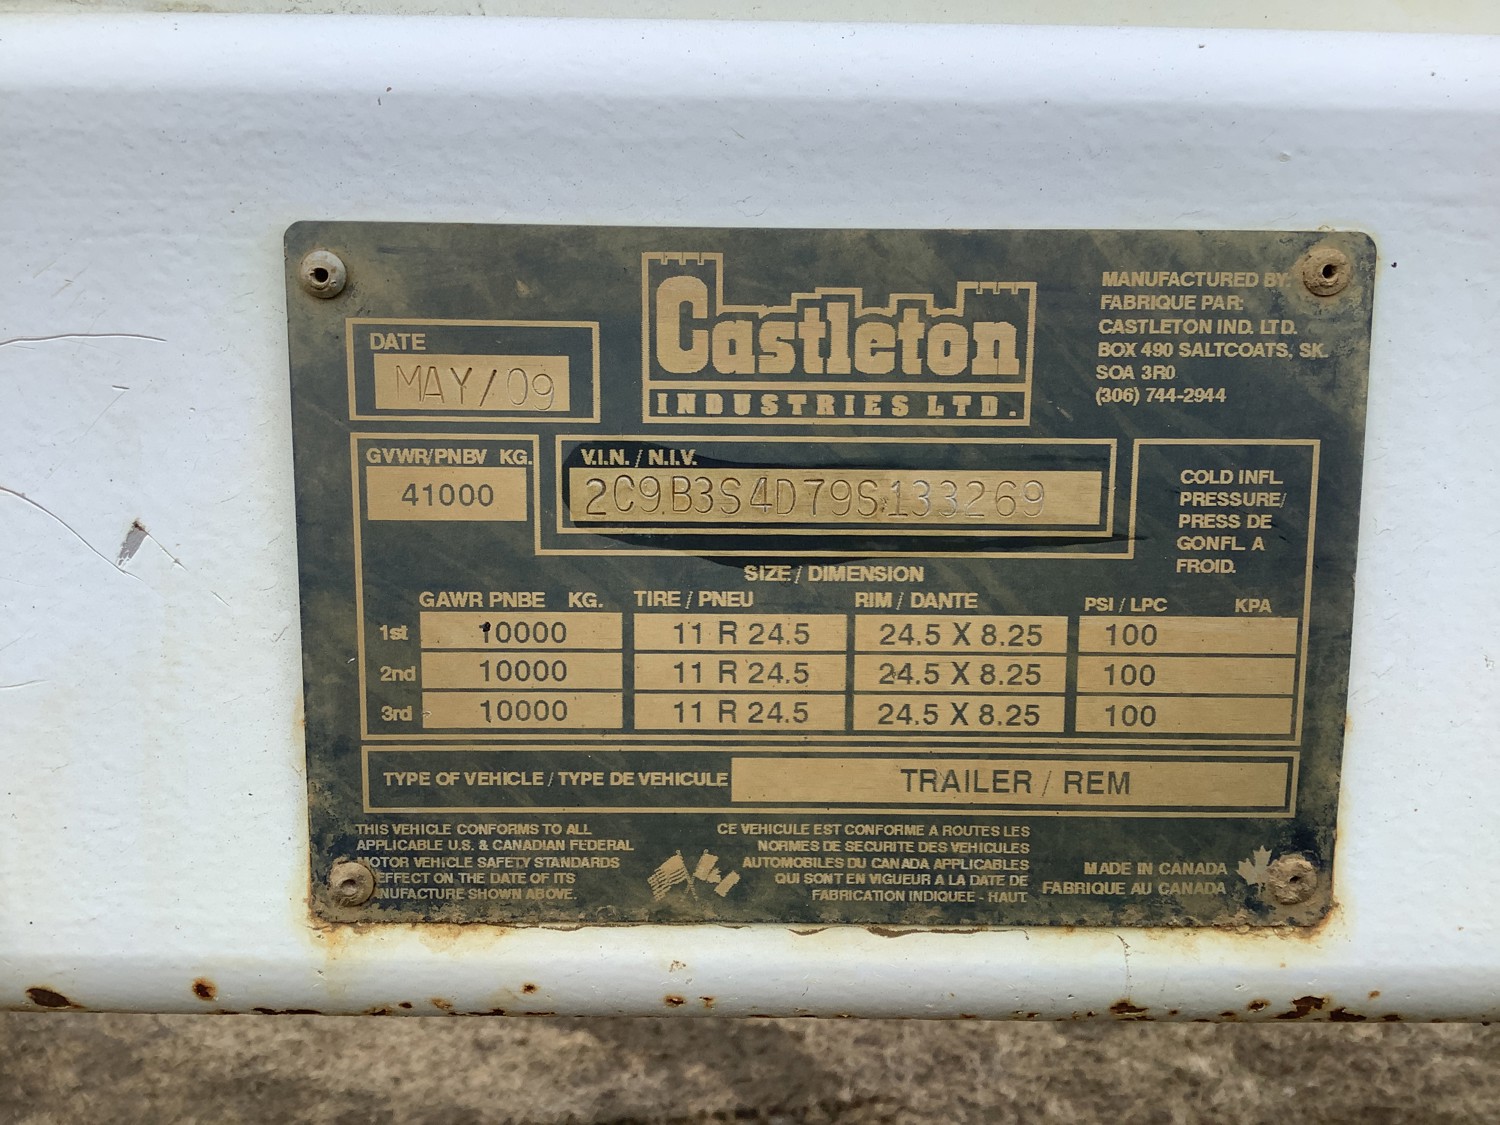 Castleton
INDUSTRIES LTD.
MANUFACTURED BY:
FABRIQUE PAR:
CASTLETON IND. LTD.
BOX 490 SALTCOATS, SK.
SOA 3R0
(306) 744-2944
DATE
MAY/09
GVWR/PNBV KG.
41000
V.I.N. / N.I.V.
2C9B3S4D79S133269
COLD INFL.
PRESSURE/
PRESS DE
GONFL. A
FROID.
SIZE / DIMENSION
GAWR PNBE KG. TIRE / PNEU RIM / DANTE PSI / LPC KPA
1st 10000 11 R 24.5 24.5 X 8.25 100
2nd 10000 11 R 24.5 24.5 X 8.25 100
3rd 10000 11 R 24.5 24.5 X 8.25 100
TYPE OF VEHICLE / TYPE DE VEHICULE TRAILER / REM
THIS VEHICLE CONFORMS TO ALL
APPLICABLE U.S. & CANADIAN FEDERAL
MOTOR VEHICLE SAFETY STANDARDS
EFFECT ON THE DATE OF ITS
NUFACTURE SHOWN ABOVE.
CE VEHICULE EST CONFORME A ROUTES LES
NORMES DE SECURITE DES VEHICULES
AUTOMOBILES DU CANADA APPLICABLES
QUI SONT EN VIGUEUR A LA DATE DE
FABRICATION INDIQUEE - HAUT.
MADE IN CANADA
FABRIQUE AU CANADA